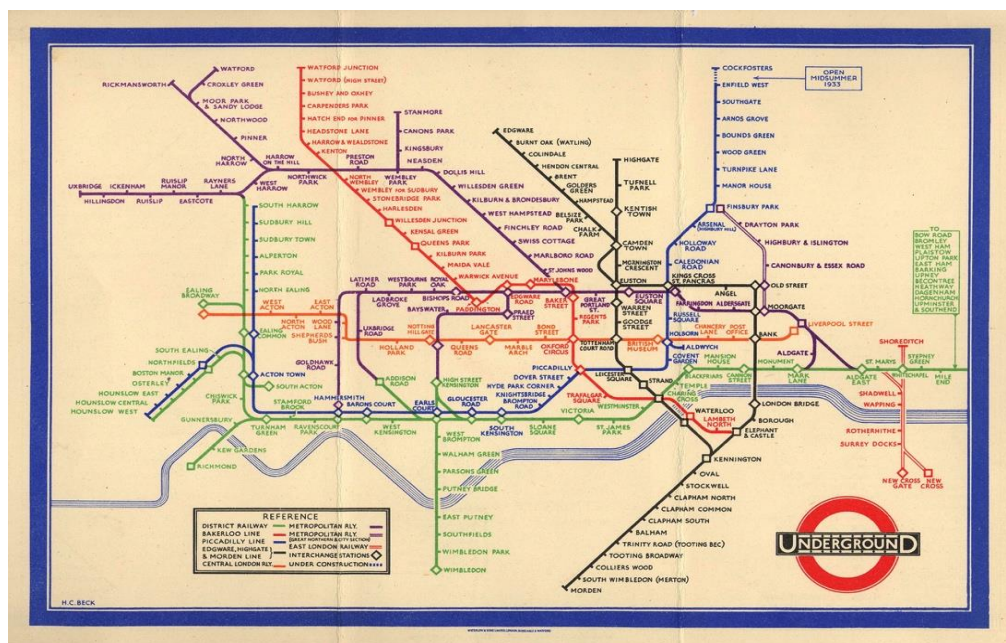 WATFORD
CROXLEY GREEN
RICKMANSWORTH
MOOR PARK
& SANDY LODGE
NORTHWOOD
PINNER
NORTH
HARROW
HARROW
ON THE HILL
NORTHWICK
PARK
PRESTON
ROAD
WEMBLEY
PARK
WEST
HARROW
RAYNERS
LANE
RUISLIP
MANOR
EASTCOTE
RUISLIP
ICKENHAM
UXBRIDGE
HILLINGDON
WATFORD JUNCTION
WATFORD (HIGH STREET)
BUSHEY AND OXHEY
CARPENDERS PARK
HATCH END FOR PINNER
HEADSTONE LANE
HARROW & WEALDSTONE
KENTON
NORTH
WEMBLEY
WEMBLEY FOR SUDBURY
STONEBRIDGE PARK
HARLESDEN
WILLESDEN JUNCTION
KENSAL GREEN
QUEENS PARK
KILBURN PARK
MAIDA VALE
WARWICK AVENUE
PADDINGTON
STANMORE
CANONS PARK
KINGSBURY
NEASDEN
DOLLIS HILL
WILLESDEN GREEN
KILBURN & BRONDESBURY
WEST HAMPSTEAD
FINCHLEY ROAD
SWISS COTTAGE
MARLBORO ROAD
ST. JOHNS WOOD
EDGWARE
BURNT OAK (WATLING)
COLINDALE
HENDON CENTRAL
BRENT
GOLDERS
GREEN
HAMPSTEAD
BELSIZE
PARK
CHALK
FARM
HIGHGATE
TUFNELL
PARK
KENTISH
TOWN
CAMDEN
TOWN
MORNINGTON
CRESCENT
EUSTON
COCKFOSTERS
ENFIELD WEST
OPEN
MIDSUMMER
1933
SOUTHGATE
ARNOS GROVE
BOUNDS GREEN
WOOD GREEN
TURNPIKE LANE
MANOR HOUSE
FINSBURY PARK
ARSENAL
(HIGHBURY HILL)
HOLLOWAY
ROAD
CALEDONIAN
ROAD
DRAYTON PARK
HIGHBURY & ISLINGTON
CANONBURY & ESSEX ROAD
OLD STREET
MOORGATE
KINGS CROSS
ST. PANCRAS
ANGEL
TO
BOW ROAD
BROMLEY
WEST HAM
PLAISTOW
UPTON PARK
EAST HAM
BARKING
UPNEY
BECONTREE
HEATHWAY
DAGENHAM
HORNCHURCH
UPMINSTER
& SOUTHEND
SOUTH HARROW
SUDBURY HILL
SUDBURY TOWN
ALPERTON
PARK ROYAL
NORTH EALING
EALING
BROADWAY
WEST
ACTON
EAST
ACTON
NORTH
ACTON
WOOD
LANE
SHEPHERDS
BUSH
EALING
COMMON
LATIMER
ROAD
LADBROKE
GROVE
WESTBOURNE
PARK
ROYAL
OAK
BISHOPS ROAD
BAYSWATER
PRAED
STREET
EDGWARE
ROAD
MARYLEBONE
BAKER
STREET
GREAT
PORTLAND
ST.
EUSTON
SQUARE
FARRINGDON
ALDERSGATE
UXBRIDGE
ROAD
HOLLAND
PARK
NOTTING
HILL GATE
QUEENS
ROAD
LANCASTER
GATE
MARBLE
ARCH
BOND
STREET
OXFORD
CIRCUS
REGENTS
PARK
WARREN
STREET
GOODGE
STREET
TOTTENHAM
COURT ROAD
RUSSELL
SQUARE
BRITISH
MUSEUM
HOLBORN
CHANCERY
LANE
POST
OFFICE
BANK
LIVERPOOL STREET
ALDWYCH
COVENT
GARDEN
LEICESTER
SQUARE
ALDGATE
SOUTH EALING
NORTHFIELDS
BOSTON MANOR
OSTERLEY
HOUNSLOW EAST
HOUNSLOW CENTRAL
HOUNSLOW WEST
ACTON TOWN
SOUTH ACTON
CHISWICK
PARK
GUNNERSBURY
KEW GARDENS
RICHMOND
TURNHAM
GREEN
STAMFORD
BROOK
RAVENSCOURT
PARK
GOLDHAWK
ROAD
HAMMERSMITH
BARONS COURT
WEST
KENSINGTON
ADDISON
ROAD
EARLS
COURT
HIGH STREET
KENSINGTON
GLOUCESTER
ROAD
SOUTH
KENSINGTON
PICCADILLY
DOVER STREET
HYDE PARK CORNER
KNIGHTSBRIDGE
BROMPTON
ROAD
SLOANE
SQUARE
VICTORIA
ST. JAMES
PARK
WESTMINSTER
TRAFALGAR
SQUARE
STRAND
CHARING
CROSS
TEMPLE
BLACKFRIARS
MANSION
HOUSE
CANNON
STREET
MONUMENT
MARK
LANE
ALDGATE
EAST
ST. MARYS
WHITECHAPEL
STEPNEY
GREEN
MILE
END
SHOREDITCH
SHADWELL
WAPPING
ROTHERHITHE
SURREY DOCKS
NEW CROSS
GATE
NEW
CROSS
WATERLOO
LAMBETH
NORTH
ELEPHANT
& CASTLE
LONDON BRIDGE
BOROUGH
KENNINGTON
OVAL
STOCKWELL
CLAPHAM NORTH
CLAPHAM COMMON
CLAPHAM SOUTH
BALHAM
TRINITY ROAD (TOOTING BEC)
TOOTING BROADWAY
COLLIERS WOOD
SOUTH WIMBLEDON (MERTON)
MORDEN
WEST
BROMPTON
WALHAM GREEN
PARSONS GREEN
PUTNEY BRIDGE
EAST PUTNEY
SOUTHFIELDS
WIMBLEDON PARK
WIMBLEDON
REFERENCE
DISTRICT RAILWAY
BAKERLOO LINE
PICCADILLY LINE
EDGWARE, HIGHGATE
& MORDEN LINE
CENTRAL LONDON RLY.
METROPOLITAN RLY.
METROPOLITAN RLY.
(GREAT NORTHERN & CITY SECTION)
EAST LONDON RAILWAY
INTERCHANGE STATIONS
UNDER CONSTRUCTION
UNDERGROUND
H.C. BECK